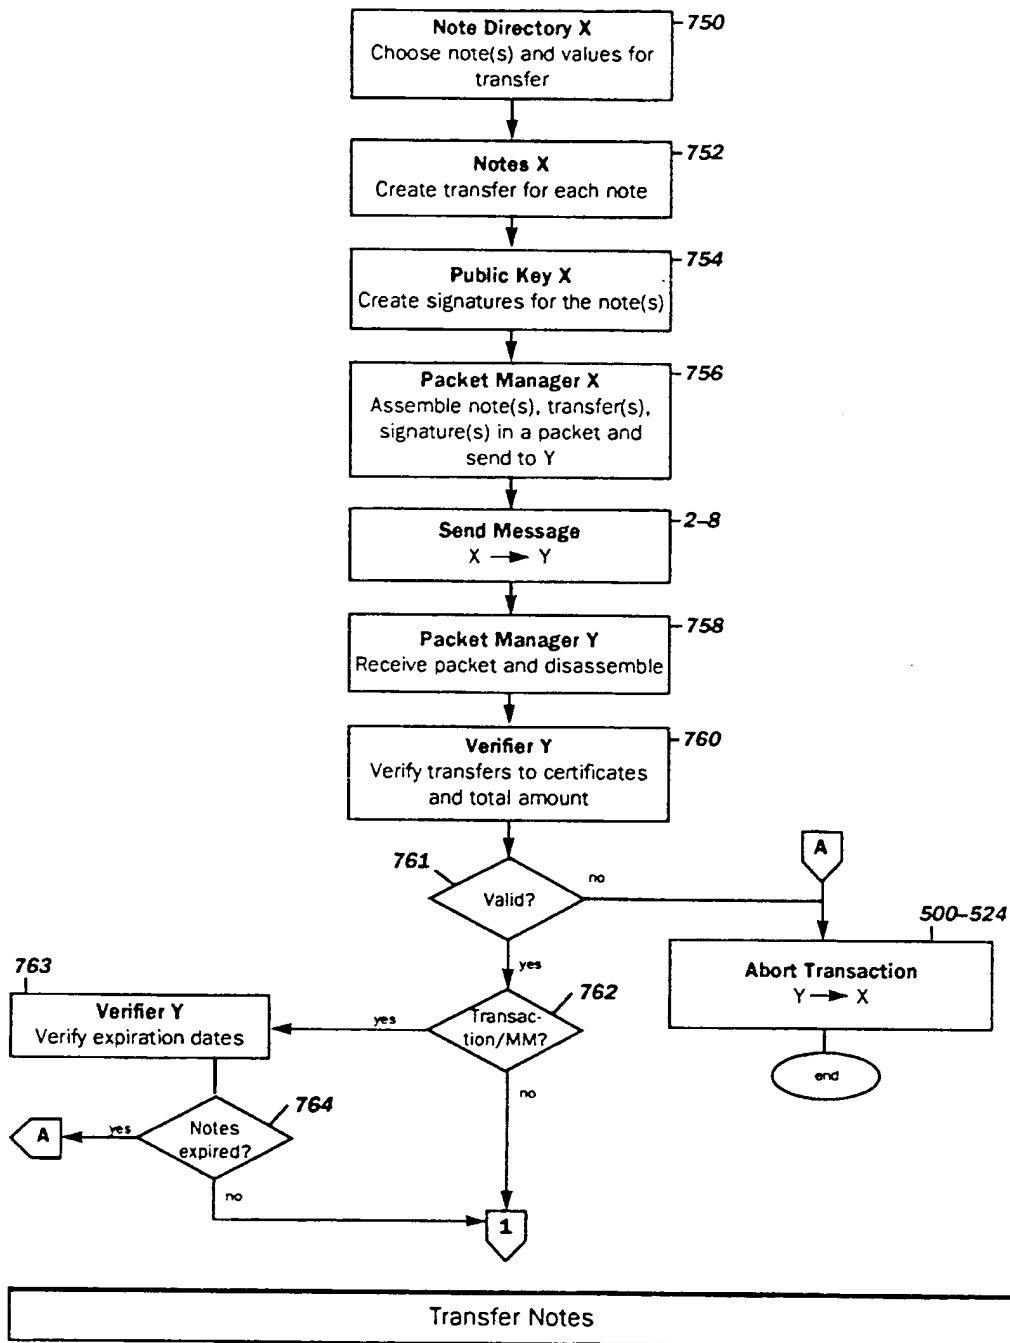 Note Directory X
Choose note(s) and values for
transfer
750
Notes X
Create transfer for each note
752
Public Key X
Create signatures for the note(s)
754
Packet Manager X
Assemble note(s), transfer(s),
signature(s) in a packet and
send to Y
756
Send Message
X → Y
2-8
Packet Manager Y
Receive packet and disassemble
758
Verifier Y
Verify transfers to certificates
and total amount
760
A
761
Valid?
no
yes
500-524
Abort Transaction
Y → X
end
763
Verifier Y
Verify expiration dates
yes
762
Transac-
tion/MM?
no
764
Notes
expired?
yes
A
no
1
Transfer Notes